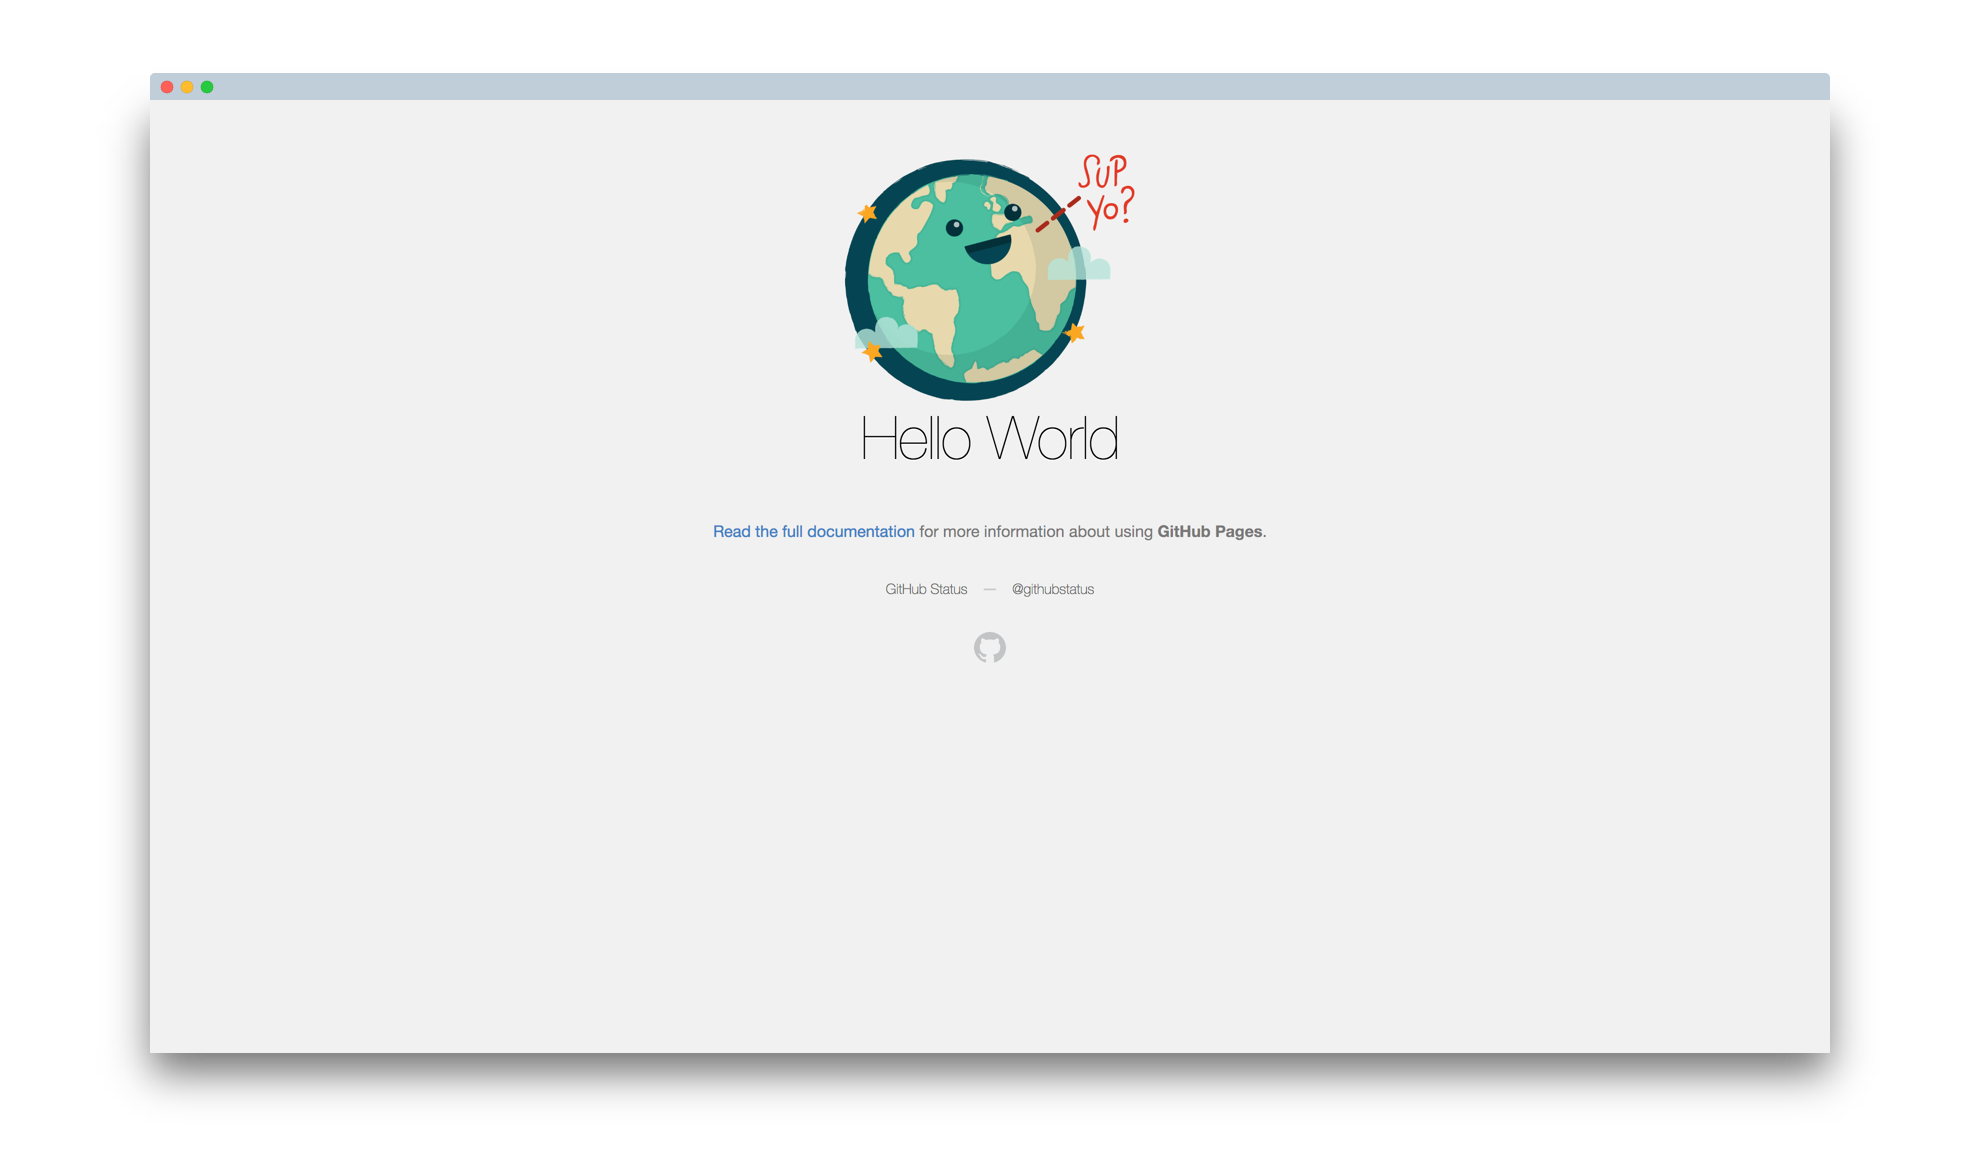 SUP
YO?
Hello World
Read the full documentation for more information about using GitHub Pages.
GitHub Status — @githubstatus